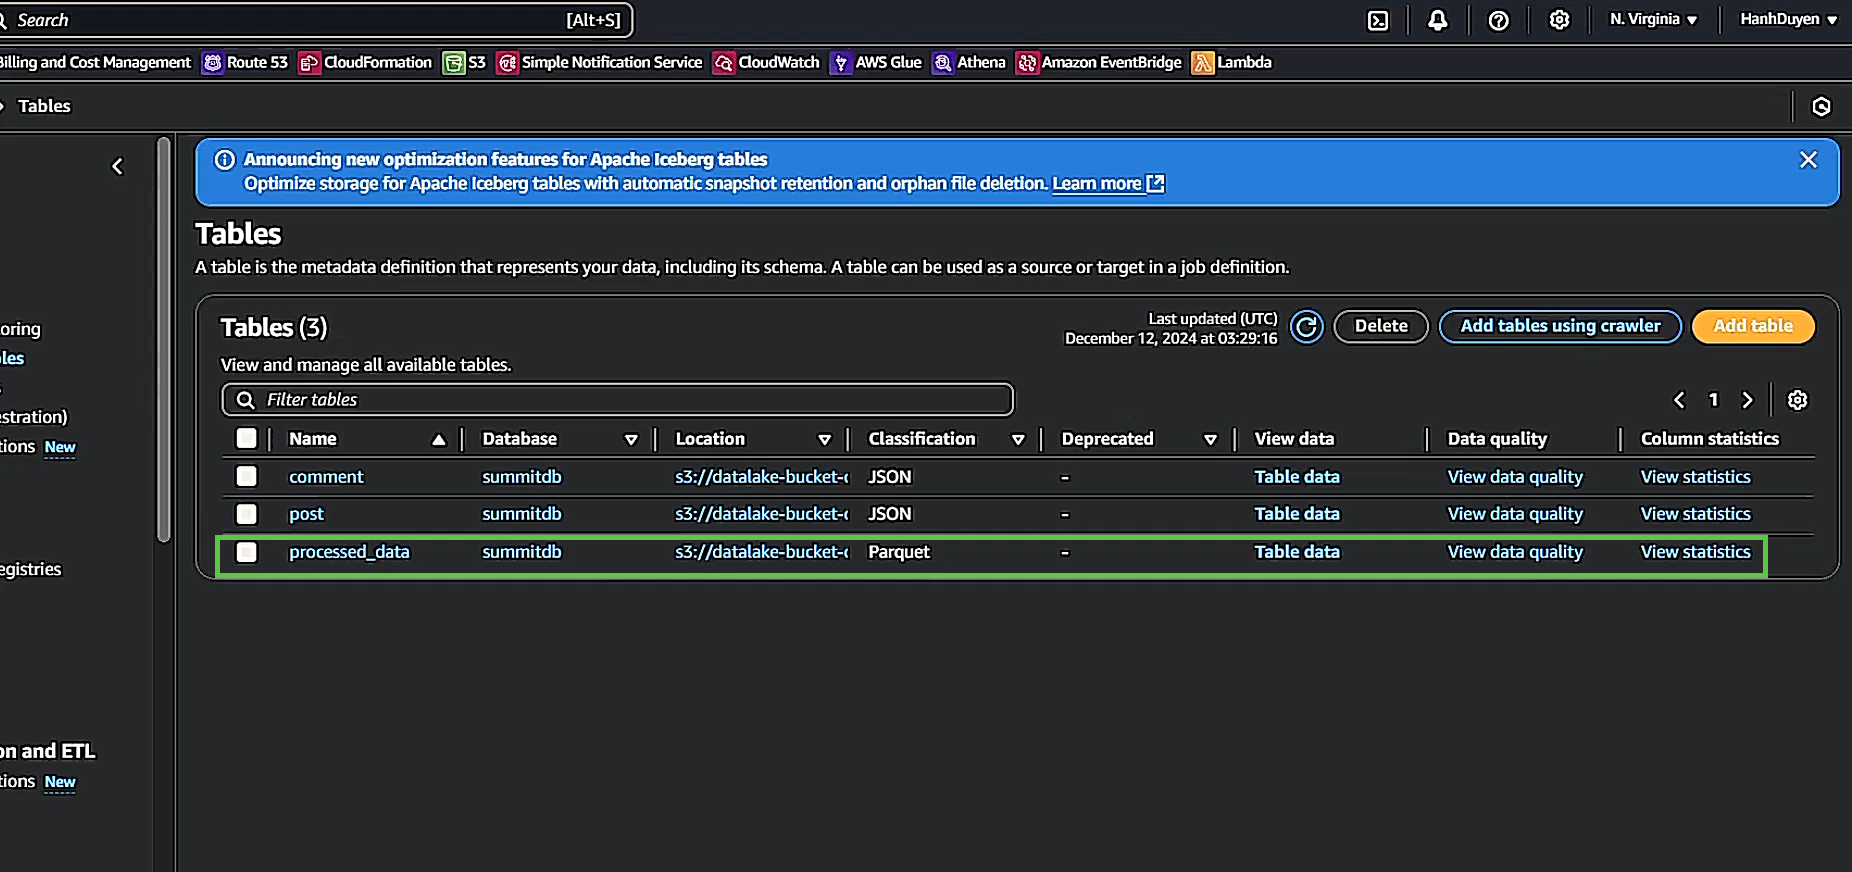 Search [Alt+S] N. Virginia HanhDuyen
Billing and Cost Management Route 53 CloudFormation S3 Simple Notification Service CloudWatch AWS Glue Athena Amazon EventBridge Lambda
Tables
Announcing new optimization features for Apache Iceberg tables
Optimize storage for Apache Iceberg tables with automatic snapshot retention and orphan file deletion. Learn more
Tables
A table is the metadata definition that represents your data, including its schema. A table can be used as a source or target in a job definition.
Tables (3)
Last updated (UTC)
December 12, 2024 at 03:29:16
Delete Add tables using crawler Add table
View and manage all available tables.
Filter tables 1
Name Database Location Classification Deprecated View data Data quality Column statistics
comment summitdb s3://datalake-bucket- JSON - Table data View data quality View statistics
post summitdb s3://datalake-bucket- JSON - Table data View data quality View statistics
processed_data summitdb s3://datalake-bucket- Parquet - Table data View data quality View statistics
oring
les
estration)
tions New
egistries
on and ETL
tions New